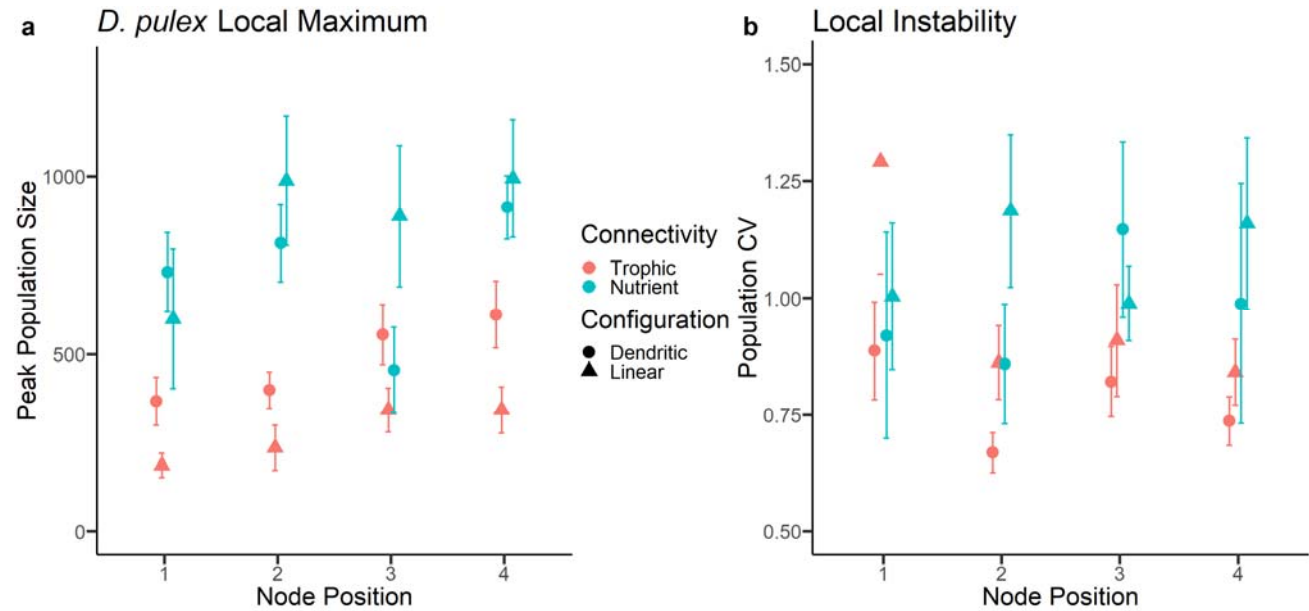 a
D. pulex Local Maximum
Peak Population Size
1000
500
0
1 2 3 4
Node Position
Connectivity
Trophic
Nutrient
Configuration
Dendritic
Linear
b
Local Instability
Population CV
1.50
1.25
1.00
0.75
0.50
1 2 3 4
Node Position